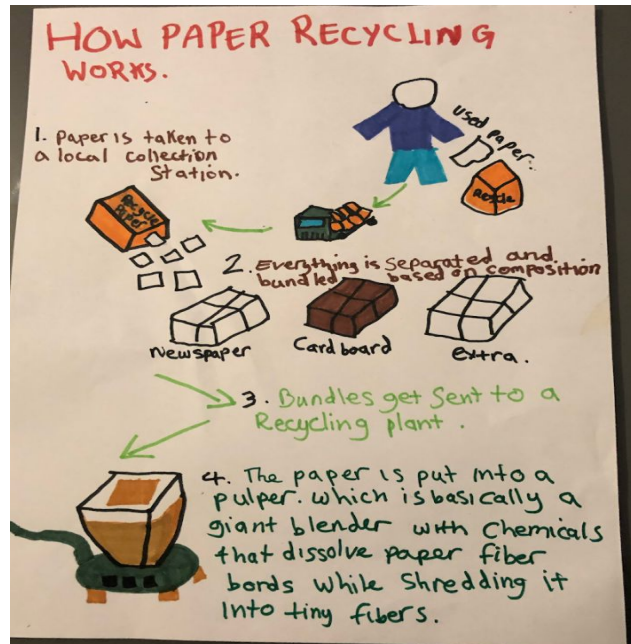 HOW PAPER RECYCLING
WORKS.
1. Paper is taken to
a local collection
Station.
used paper..
Recycle
Paper
2. Everything is separated and
bundled based on composition
Newspaper
Cardboard
extra.
3. Bundles get sent to a
Recycling plant.
4. The paper is put into a
pulper. which is basically a
giant blender with chemicals
that dissolve paper fiber
bords while shredding it
into tiny fibers.